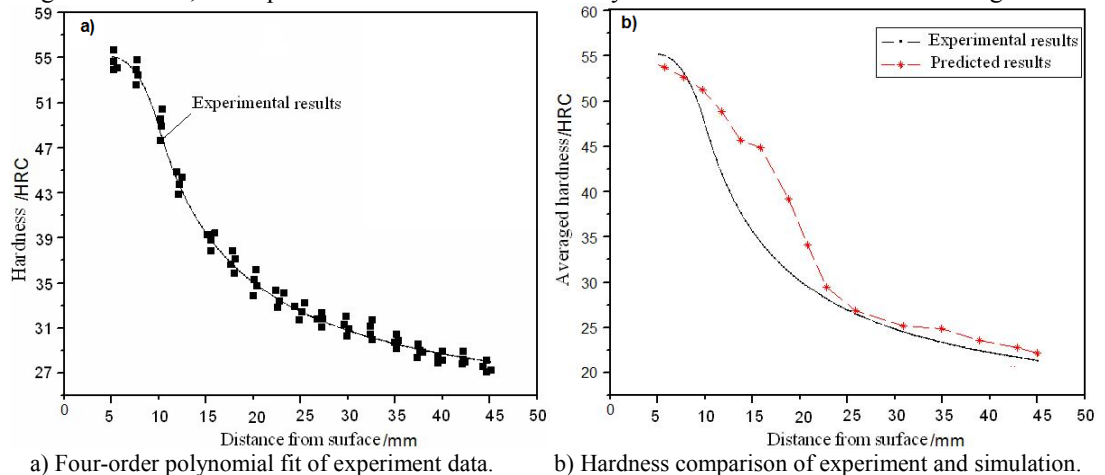 59
55
51
47
43
39
35
31
27
Hardness /HRC
a)
Experimental results
0 5 10 15 20 25 30 35 40 45 50
Distance from surface/mm
a) Four-order polynomial fit of experiment data.
60
55
50
45
40
35
30
25
20
Averaged hardness/HRC
b)
Experimental results
Predicted results
0 5 10 15 20 25 30 35 40 45 50
Distance from surface/mm
b) Hardness comparison of experiment and simulation.